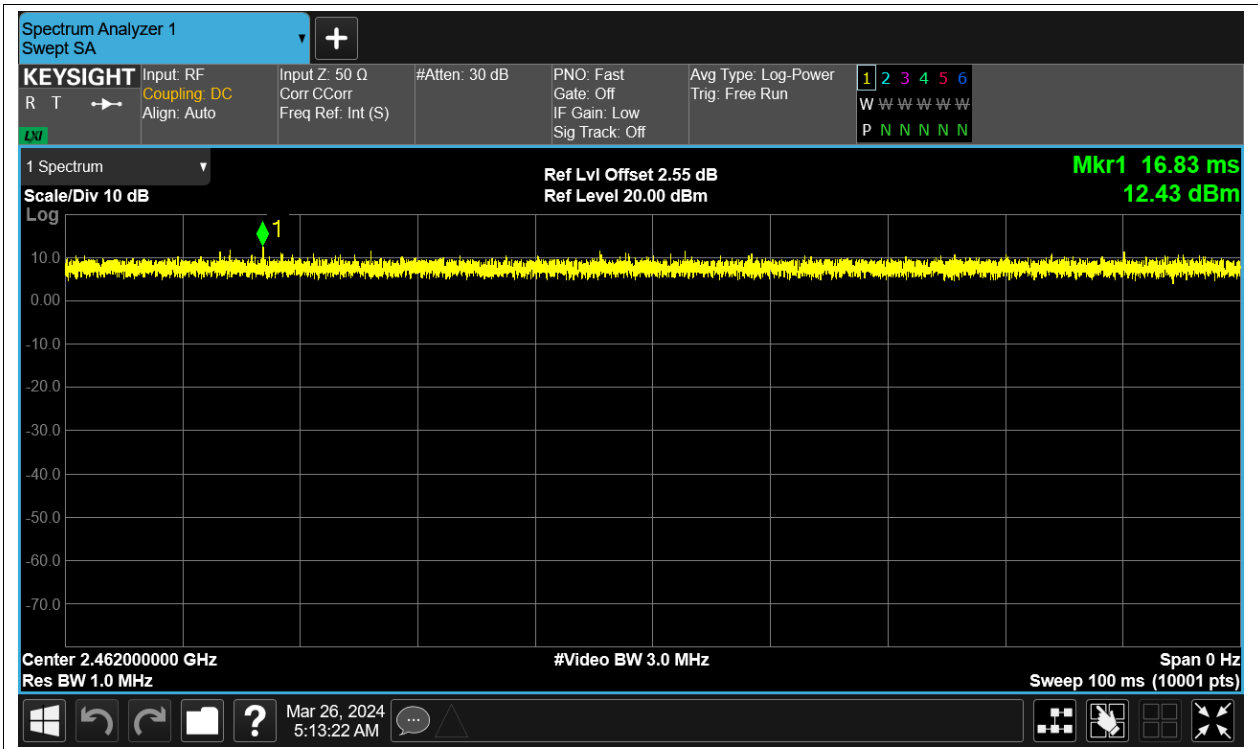 Spectrum Analyzer 1
Swept SA
KEYSIGHT
R T
LXI
Input: RF
Coupling: DC
Align: Auto
Input Z: 50 Ω
Corr CCorr
Freq Ref: Int (S)
#Atten: 30 dB
PNO: Fast
Gate: Off
IF Gain: Low
Sig Track: Off
Avg Type: Log-Power
Trig: Free Run
1 2 3 4 5 6
W W W W W W
P N N N N N
1 Spectrum
Scale/Div 10 dB
Log
Ref Lvl Offset 2.55 dB
Ref Level 20.00 dBm
Mkr1 16.83 ms
12.43 dBm
1
10.0
0.00
-10.0
-20.0
-30.0
-40.0
-50.0
-60.0
-70.0
Center 2.462000000 GHz
#Video BW 3.0 MHz
Span 0 Hz
Res BW 1.0 MHz
Sweep 100 ms (10001 pts)
?
Mar 26, 2024
5:13:22 AM